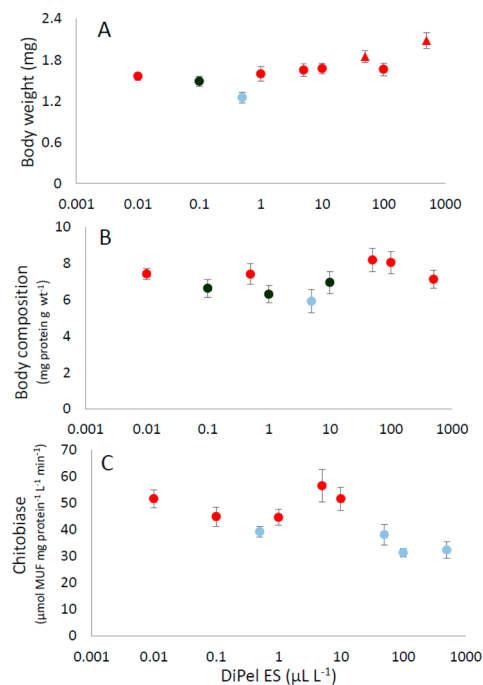 A
Body weight (mg)
2.4
1.8
1.2
0.6
0
0.001 0.01 0.1 1 10 100 1000
B
Body composition
(mg protein g wt⁻¹)
10
8
6
4
2
0
0.001 0.01 0.1 1 10 100 1000
C
Chitobiase
(µmol MUF mg protein⁻¹ L⁻¹ min⁻¹)
70
60
50
40
30
20
10
0
0.001 0.01 0.1 1 10 100 1000
DiPel ES (µL L⁻¹)